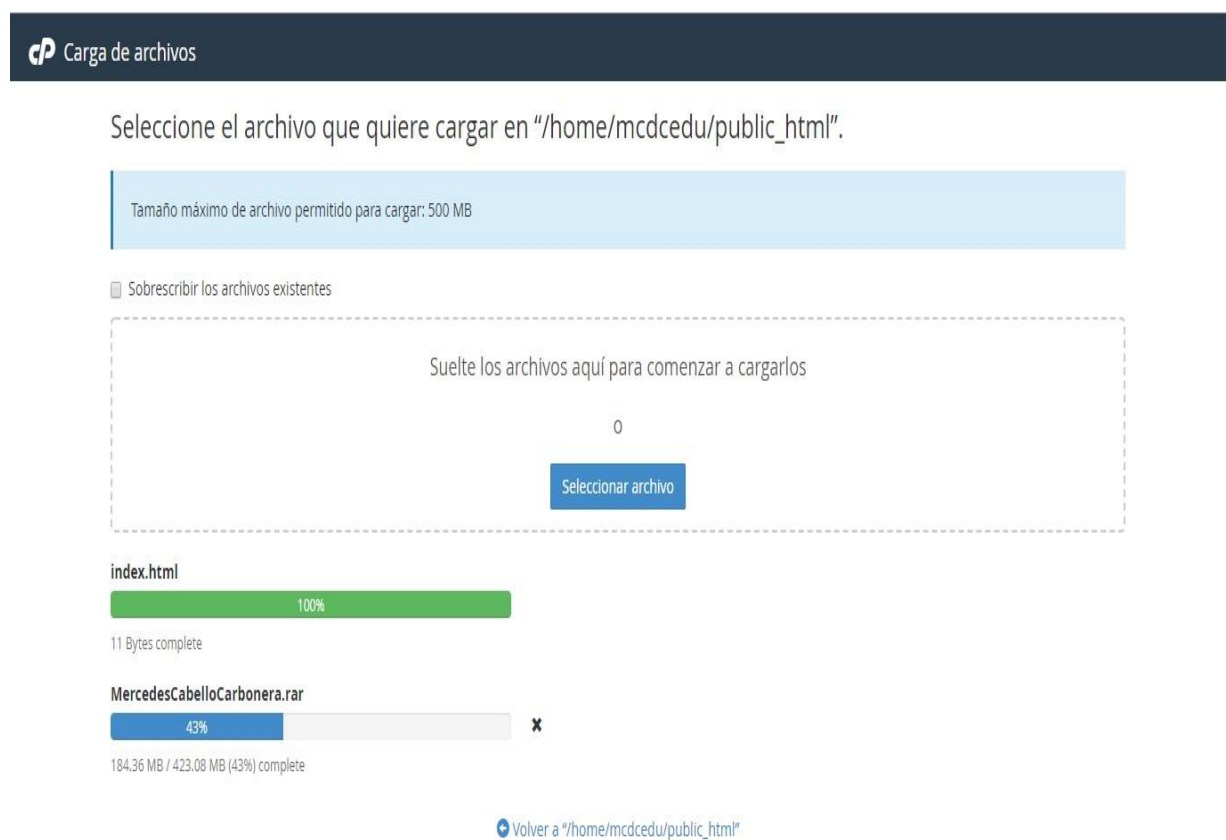 cP Carga de archivos
Seleccione el archivo que quiere cargar en “/home/mcdcedu/public_html”.
Tamaño máximo de archivo permitido para cargar: 500 MB
Sobrescribir los archivos existentes
Suelte los archivos aquí para comenzar a cargarlos
o
Seleccionar archivo
index.html
100%
11 Bytes complete
MercedesCabelloCarbonera.rar
43%
184.36 MB / 423.08 MB (43%) complete
Volver a “/home/mcdcedu/public_html”